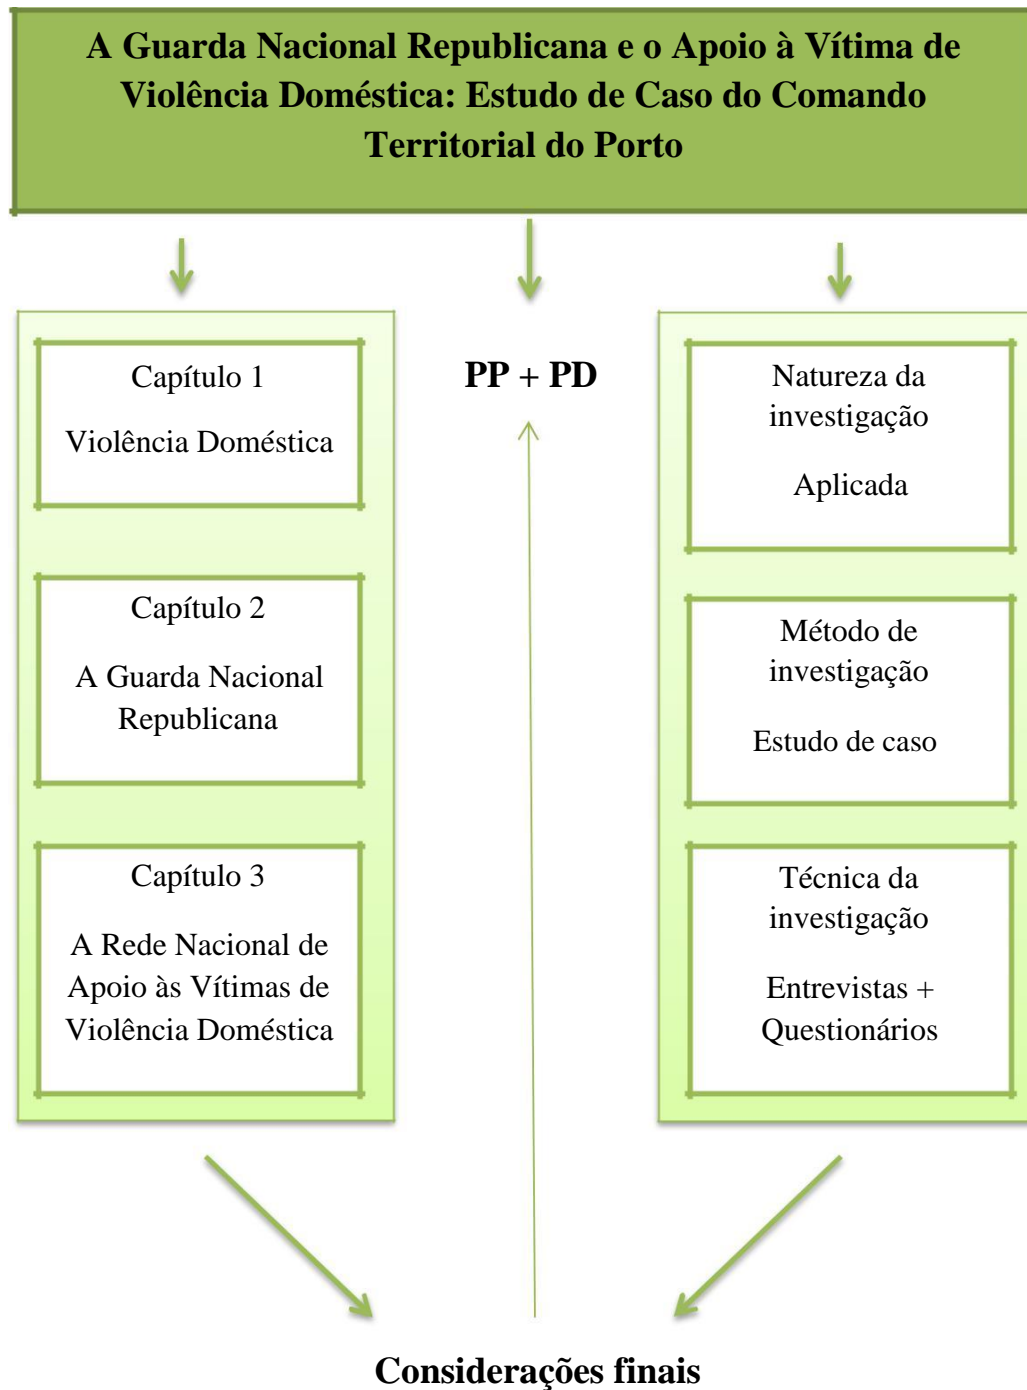 A Guarda Nacional Republicana e o Apoio à Vítima de
Violência Doméstica: Estudo de Caso do Comando
Territorial do Porto
Capítulo 1
Violência Doméstica
Capítulo 2
A Guarda Nacional
Republicana
Capítulo 3
A Rede Nacional de
Apoio às Vítimas de
Violência Doméstica
PP + PD
Natureza da
investigação
Aplicada
Método de
investigação
Estudo de caso
Técnica da
investigação
Entrevistas +
Questionários
Considerações finais